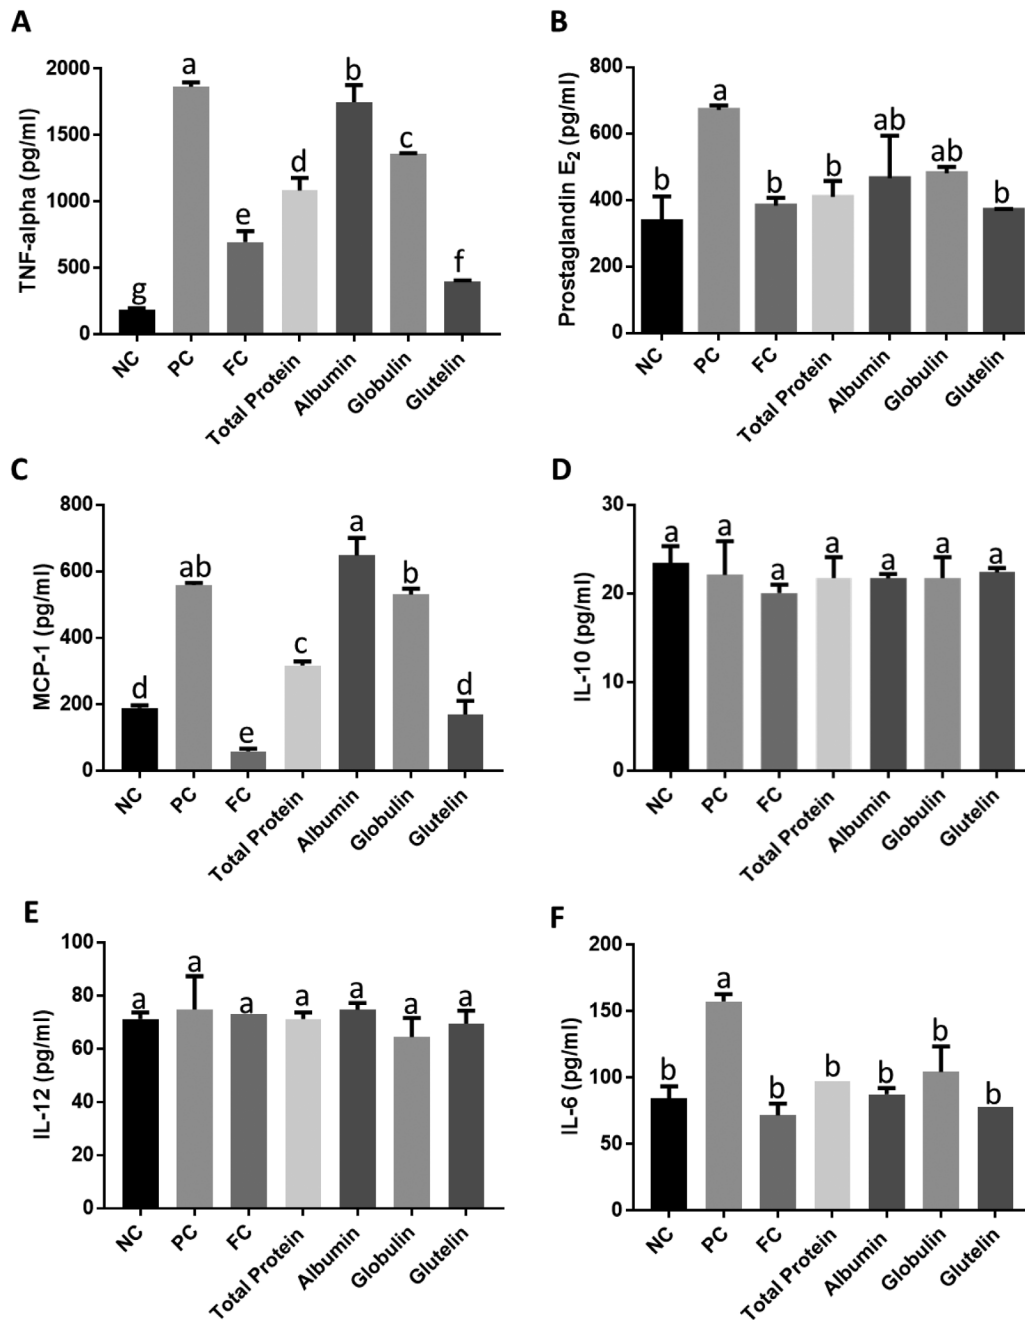 A
TNF-alpha (pg/ml)
2000
1500
1000
500
0
g
a
e
d
b
c
f
NC
PC
FC
Total Protein
Albumin
Globulin
Glutelin
B
Prostaglandin E₂ (pg/ml)
800
600
400
200
0
b
a
b
b
ab
ab
b
NC
PC
FC
Total Protein
Albumin
Globulin
Glutelin
C
MCP-1 (pg/ml)
800
600
400
200
0
d
ab
e
c
a
b
d
NC
PC
FC
Total Protein
Albumin
Globulin
Glutelin
D
IL-10 (pg/ml)
30
20
10
0
a
a
a
a
a
a
a
NC
PC
FC
Total Protein
Albumin
Globulin
Glutelin
E
IL-12 (pg/ml)
100
80
60
40
20
0
a
a
a
a
a
a
a
NC
PC
FC
Total Protein
Albumin
Globulin
Glutelin
F
IL-6 (pg/ml)
200
150
100
50
0
b
a
b
b
b
b
b
NC
PC
FC
Total Protein
Albumin
Globulin
Glutelin